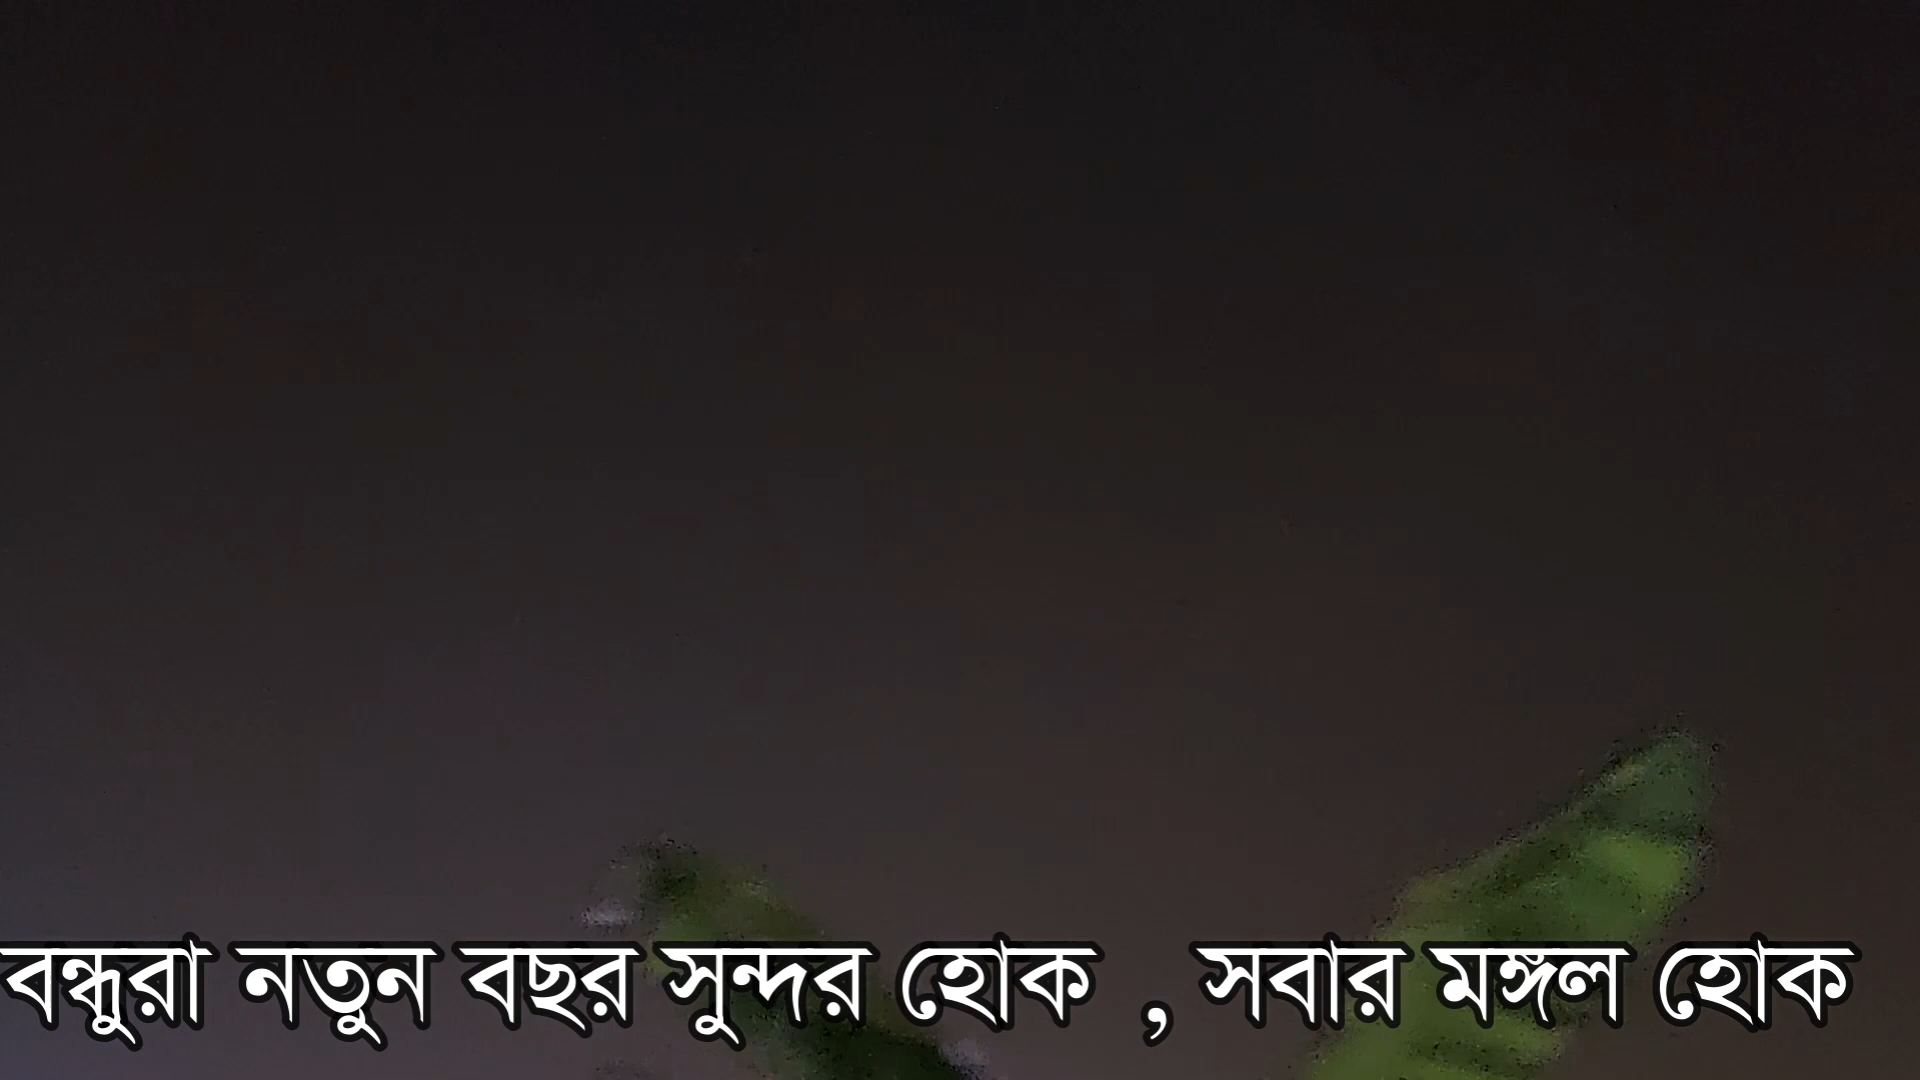 বন্ধুরা নতুন বছর সুন্দর হোক , সবার মঙ্গল হোক